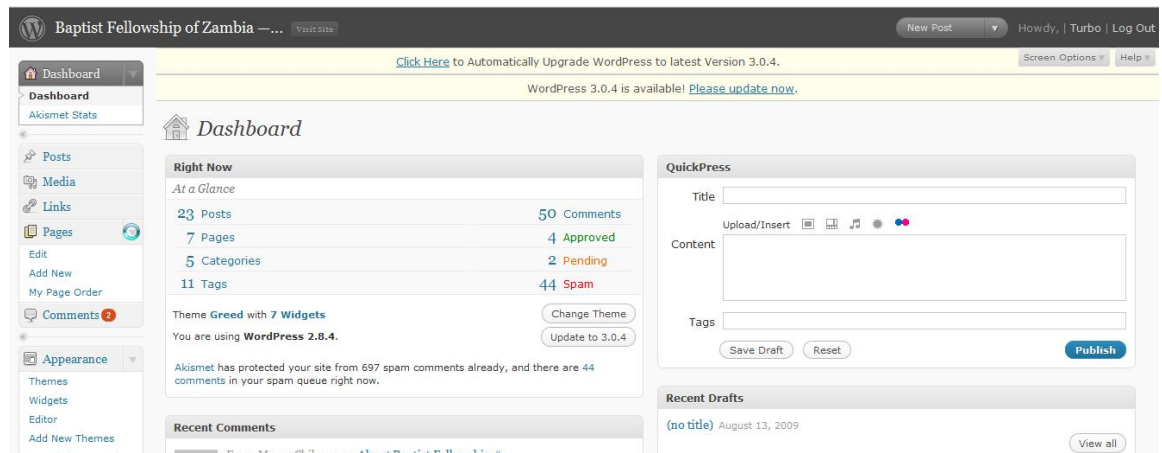 Baptist Fellowship of Zambia —... Visit Site
New Post
Howdy, | Turbo | Log Out
Click Here to Automatically Upgrade WordPress to latest Version 3.0.4.
Screen Options
Help
WordPress 3.0.4 is available! Please update now.
Dashboard
Dashboard
Akismet Stats
Posts
Media
Links
Pages
Edit
Add New
My Page Order
Comments 2
Appearance
Themes
Widgets
Editor
Add New Themes
Dashboard
Right Now
At a Glance
23 Posts 50 Comments
7 Pages 4 Approved
5 Categories 2 Pending
11 Tags 44 Spam
Theme Greed with 7 Widgets Change Theme
You are using WordPress 2.8.4. Update to 3.0.4
Akismet has protected your site from 697 spam comments already, and there are 44
comments in your spam queue right now.
Recent Comments
QuickPress
Title
Upload/Insert
Content
Tags
Save Draft Reset Publish
Recent Drafts
(no title) August 13, 2009
View all